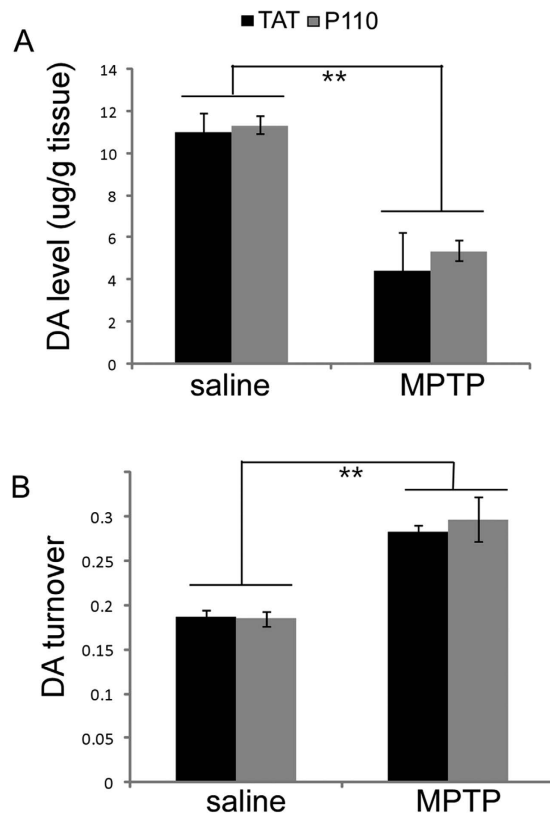 TAT P110
A
**
DA level (ug/g tissue)
14
12
10
8
6
4
2
0
saline MPTP
B
**
DA turnover
0.3
0.25
0.2
0.15
0.1
0.05
0
saline MPTP